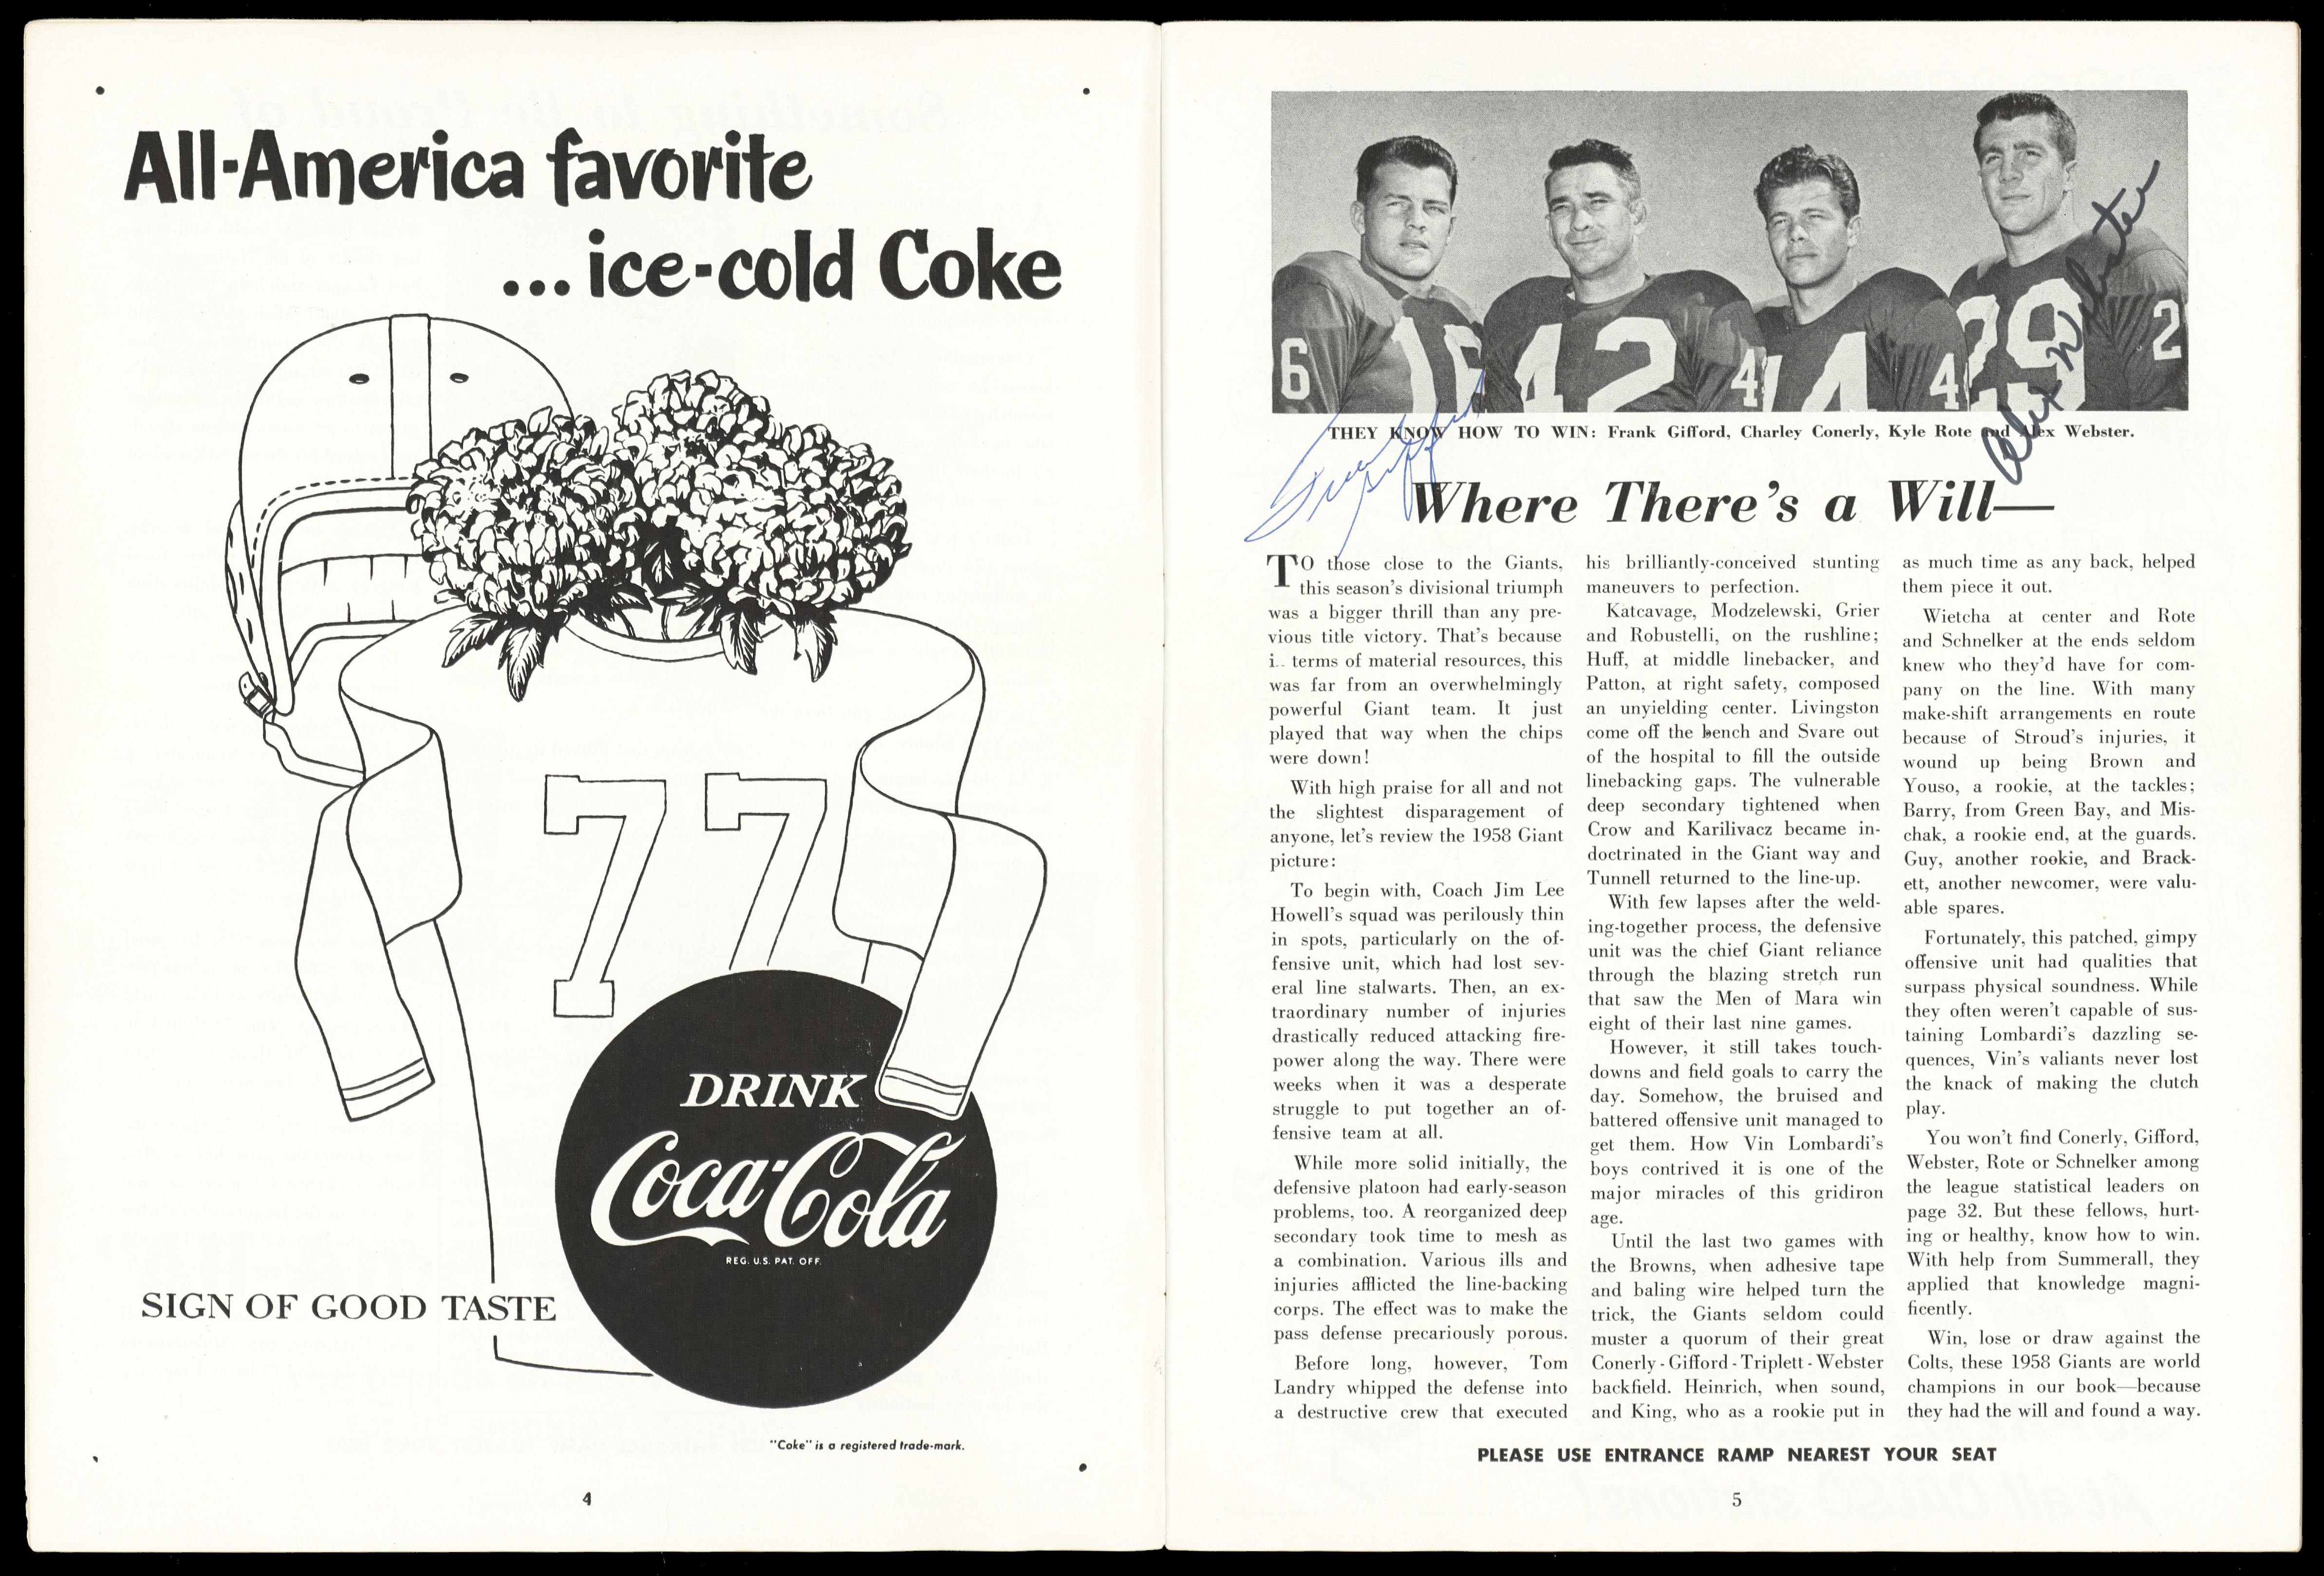 All-America favorite
...ice-cold Coke
77
DRINK
Coca-Cola
REG. U.S. PAT. OFF.
SIGN OF GOOD TASTE
"Coke" is a registered trade-mark.
4
6 16 42 4 44 4 29 2
Frank Gifford
Alex Webster
THEY KNOW HOW TO WIN: Frank Gifford, Charley Conerly, Kyle Rote and Alex Webster.
Where There's a Will—
TO those close to the Giants,
this season's divisional triumph
was a bigger thrill than any pre-
vious title victory. That's because
i.. terms of material resources, this
was far from an overwhelmingly
powerful Giant team. It just
played that way when the chips
were down!
With high praise for all and not
the slightest disparagement of
anyone, let's review the 1958 Giant
picture:
To begin with, Coach Jim Lee
Howell's squad was perilously thin
in spots, particularly on the of-
fensive unit, which had lost sev-
eral line stalwarts. Then, an ex-
traordinary number of injuries
drastically reduced attacking fire-
power along the way. There were
weeks when it was a desperate
struggle to put together an of-
fensive team at all.
While more solid initially, the
defensive platoon had early-season
problems, too. A reorganized deep
secondary took time to mesh as
a combination. Various ills and
injuries afflicted the line-backing
corps. The effect was to make the
pass defense precariously porous.
Before long, however, Tom
Landry whipped the defense into
a destructive crew that executed
his brilliantly-conceived stunting
maneuvers to perfection.
Katcavage, Modzelewski, Grier
and Robustelli, on the rushline;
Huff, at middle linebacker, and
Patton, at right safety, composed
an unyielding center. Livingston
come off the bench and Svare out
of the hospital to fill the outside
linebacking gaps. The vulnerable
deep secondary tightened when
Crow and Karilivacz became in-
doctrinated in the Giant way and
Tunnell returned to the line-up.
With few lapses after the weld-
ing-together process, the defensive
unit was the chief Giant reliance
through the blazing stretch run
that saw the Men of Mara win
eight of their last nine games.
However, it still takes touch-
downs and field goals to carry the
day. Somehow, the bruised and
battered offensive unit managed to
get them. How Vin Lombardi's
boys contrived it is one of the
major miracles of this gridiron
age.
Until the last two games with
the Browns, when adhesive tape
and baling wire helped turn the
trick, the Giants seldom could
muster a quorum of their great
Conerly - Gifford - Triplett - Webster
backfield. Heinrich, when sound,
and King, who as a rookie put in
as much time as any back, helped
them piece it out.
Wietcha at center and Rote
and Schnelker at the ends seldom
knew who they'd have for com-
pany on the line. With many
make-shift arrangements en route
because of Stroud's injuries, it
wound up being Brown and
Youso, a rookie, at the tackles;
Barry, from Green Bay, and Mis-
chak, a rookie end, at the guards.
Guy, another rookie, and Brack-
ett, another newcomer, were valu-
able spares.
Fortunately, this patched, gimpy
offensive unit had qualities that
surpass physical soundness. While
they often weren't capable of sus-
taining Lombardi's dazzling se-
quences, Vin's valiants never lost
the knack of making the clutch
play.
You won't find Conerly, Gifford,
Webster, Rote or Schnelker among
the league statistical leaders on
page 32. But these fellows, hurt-
ing or healthy, know how to win.
With help from Summerall, they
applied that knowledge magni-
ficently.
Win, lose or draw against the
Colts, these 1958 Giants are world
champions in our book—because
they had the will and found a way.
PLEASE USE ENTRANCE RAMP NEAREST YOUR SEAT
5